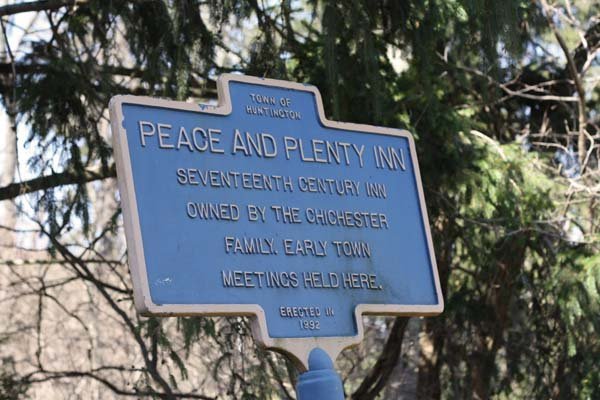 TOWN OF
HUNTINGTON
PEACE AND PLENTY INN
SEVENTEENTH CENTURY INN
OWNED BY THE CHICHESTER
FAMILY. EARLY TOWN
MEETINGS HELD HERE.
ERECTED IN
1992